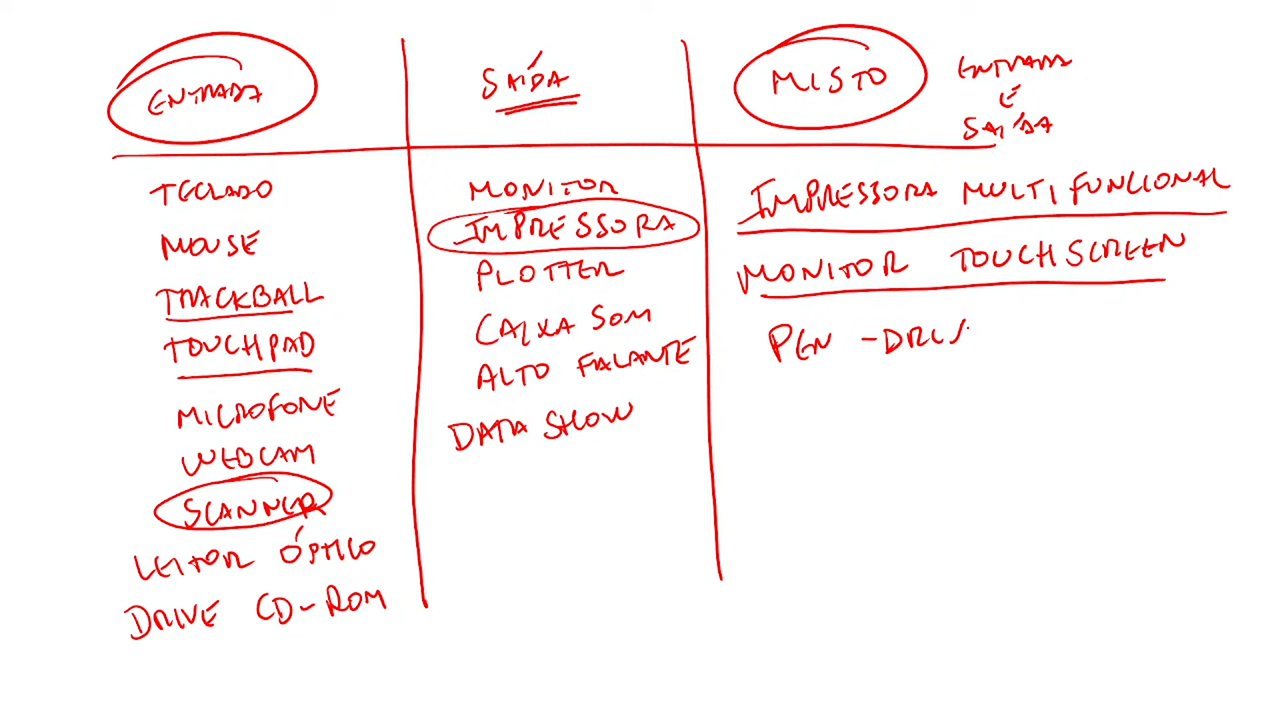 ENTRADA
TECLADO
MOUSE
TRACKBALL
TOUCHPAD
MICROFONE
WEBCAM
SCANNER
LEITOR ÓPTICO
DRIVE CD-ROM
SAÍDA
MONITOR
IMPRESSORA
PLOTTER
CAIXA SOM
ALTO FALANTE
DATA SHOW
MISTO
ENTRADA
E
SAÍDA
IMPRESSORA MULTIFUNCIONAL
MONITOR TOUCHSCREEN
PEN